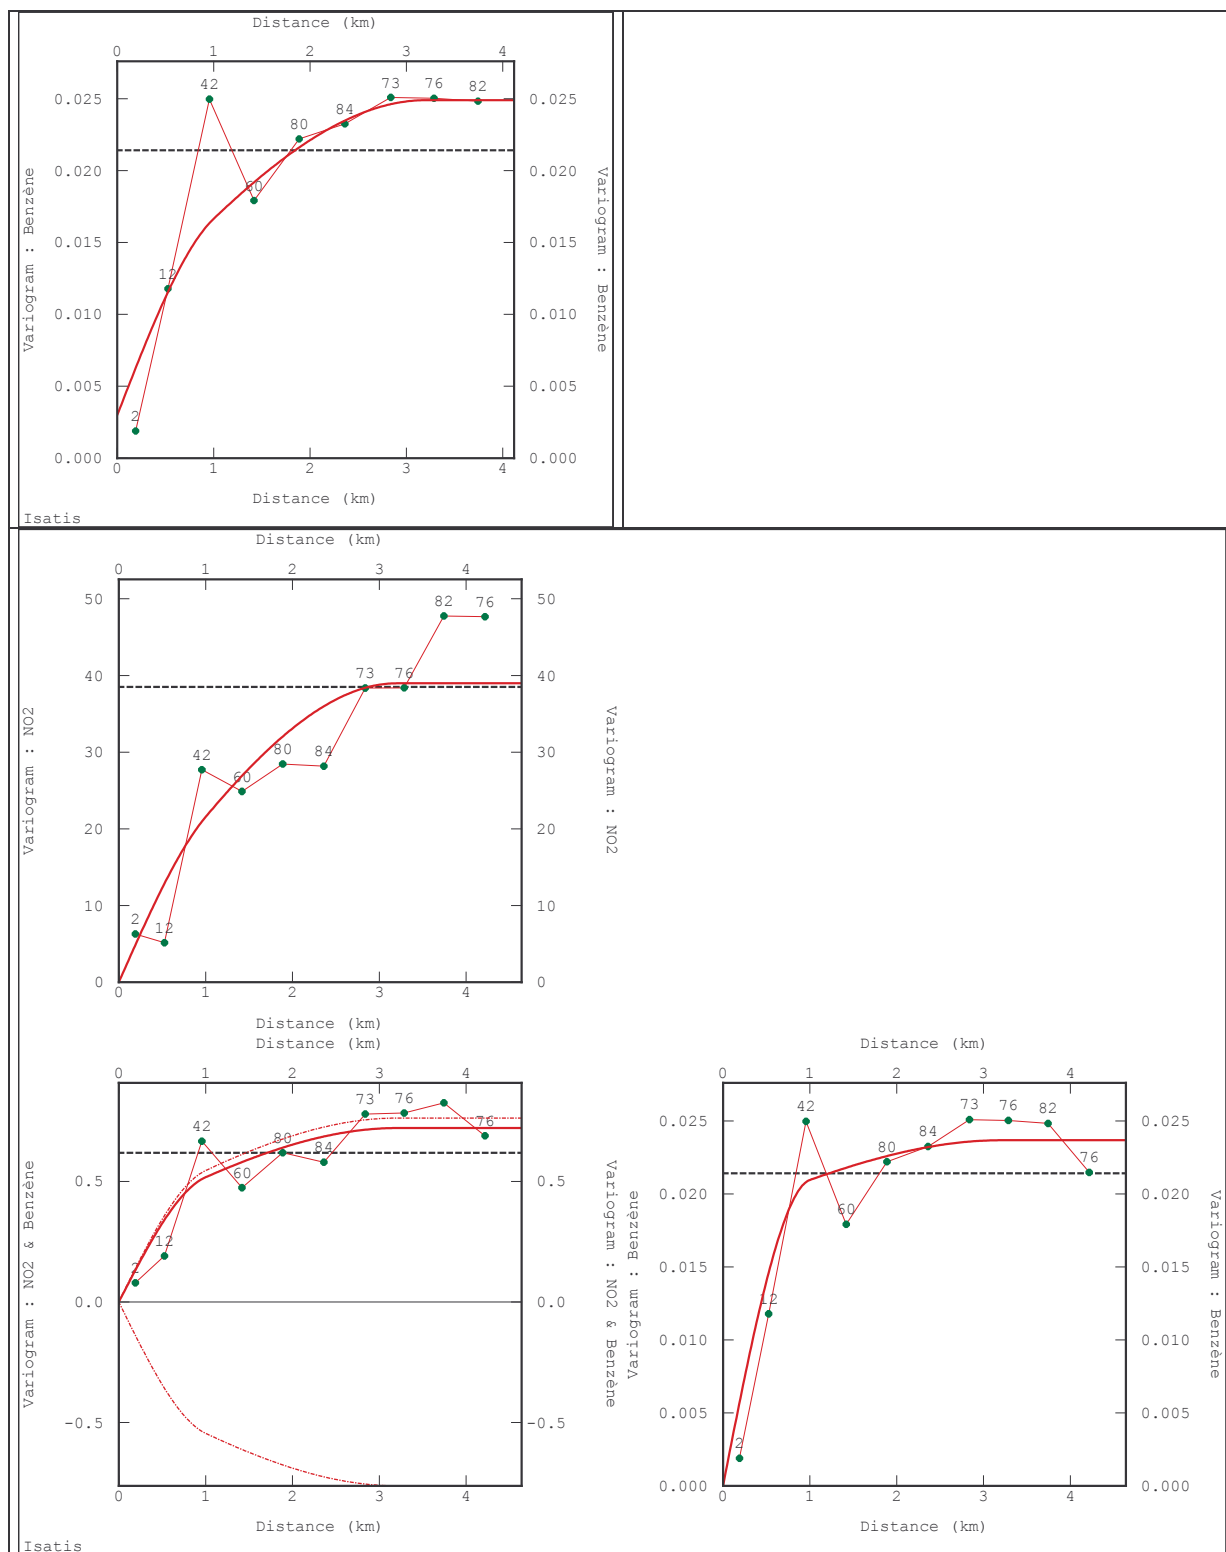 Distance (km)
0 1 2 3 4
42 73 76 82
0.025 0.025
84
80
0.020 0.020
60
0.015 0.015
12
0.010 0.010
0.005 0.005
2
0.000 0.000
0 1 2 3 4
Variogram : Benzène
Variogram : Benzène
Distance (km)
Isatis
Distance (km)
0 1 2 3 4
50 82 76 50
40 73 76 40
42 80 84
30 30
60
20 20
10 2 10
12
0 0
0 1 2 3 4
Variogram : NO2
Variogram : NO2
Distance (km)
Distance (km)
0 1 2 3 4
73 76
42 80 84 76
0.5 60 0.5
12
2
0.0 0.0
-0.5 -0.5
0 1 2 3 4
Variogram : NO2 & Benzène
Variogram : NO2 & Benzène
Distance (km)
Distance (km)
0 1 2 3 4
42 73 76 82
0.025 0.025
80 84 76
0.020 0.020
60
0.015 0.015
12
0.010 0.010
0.005 0.005
2
0.000 0.000
0 1 2 3 4
Variogram : Benzène
Variogram : Benzène
Distance (km)
Isatis